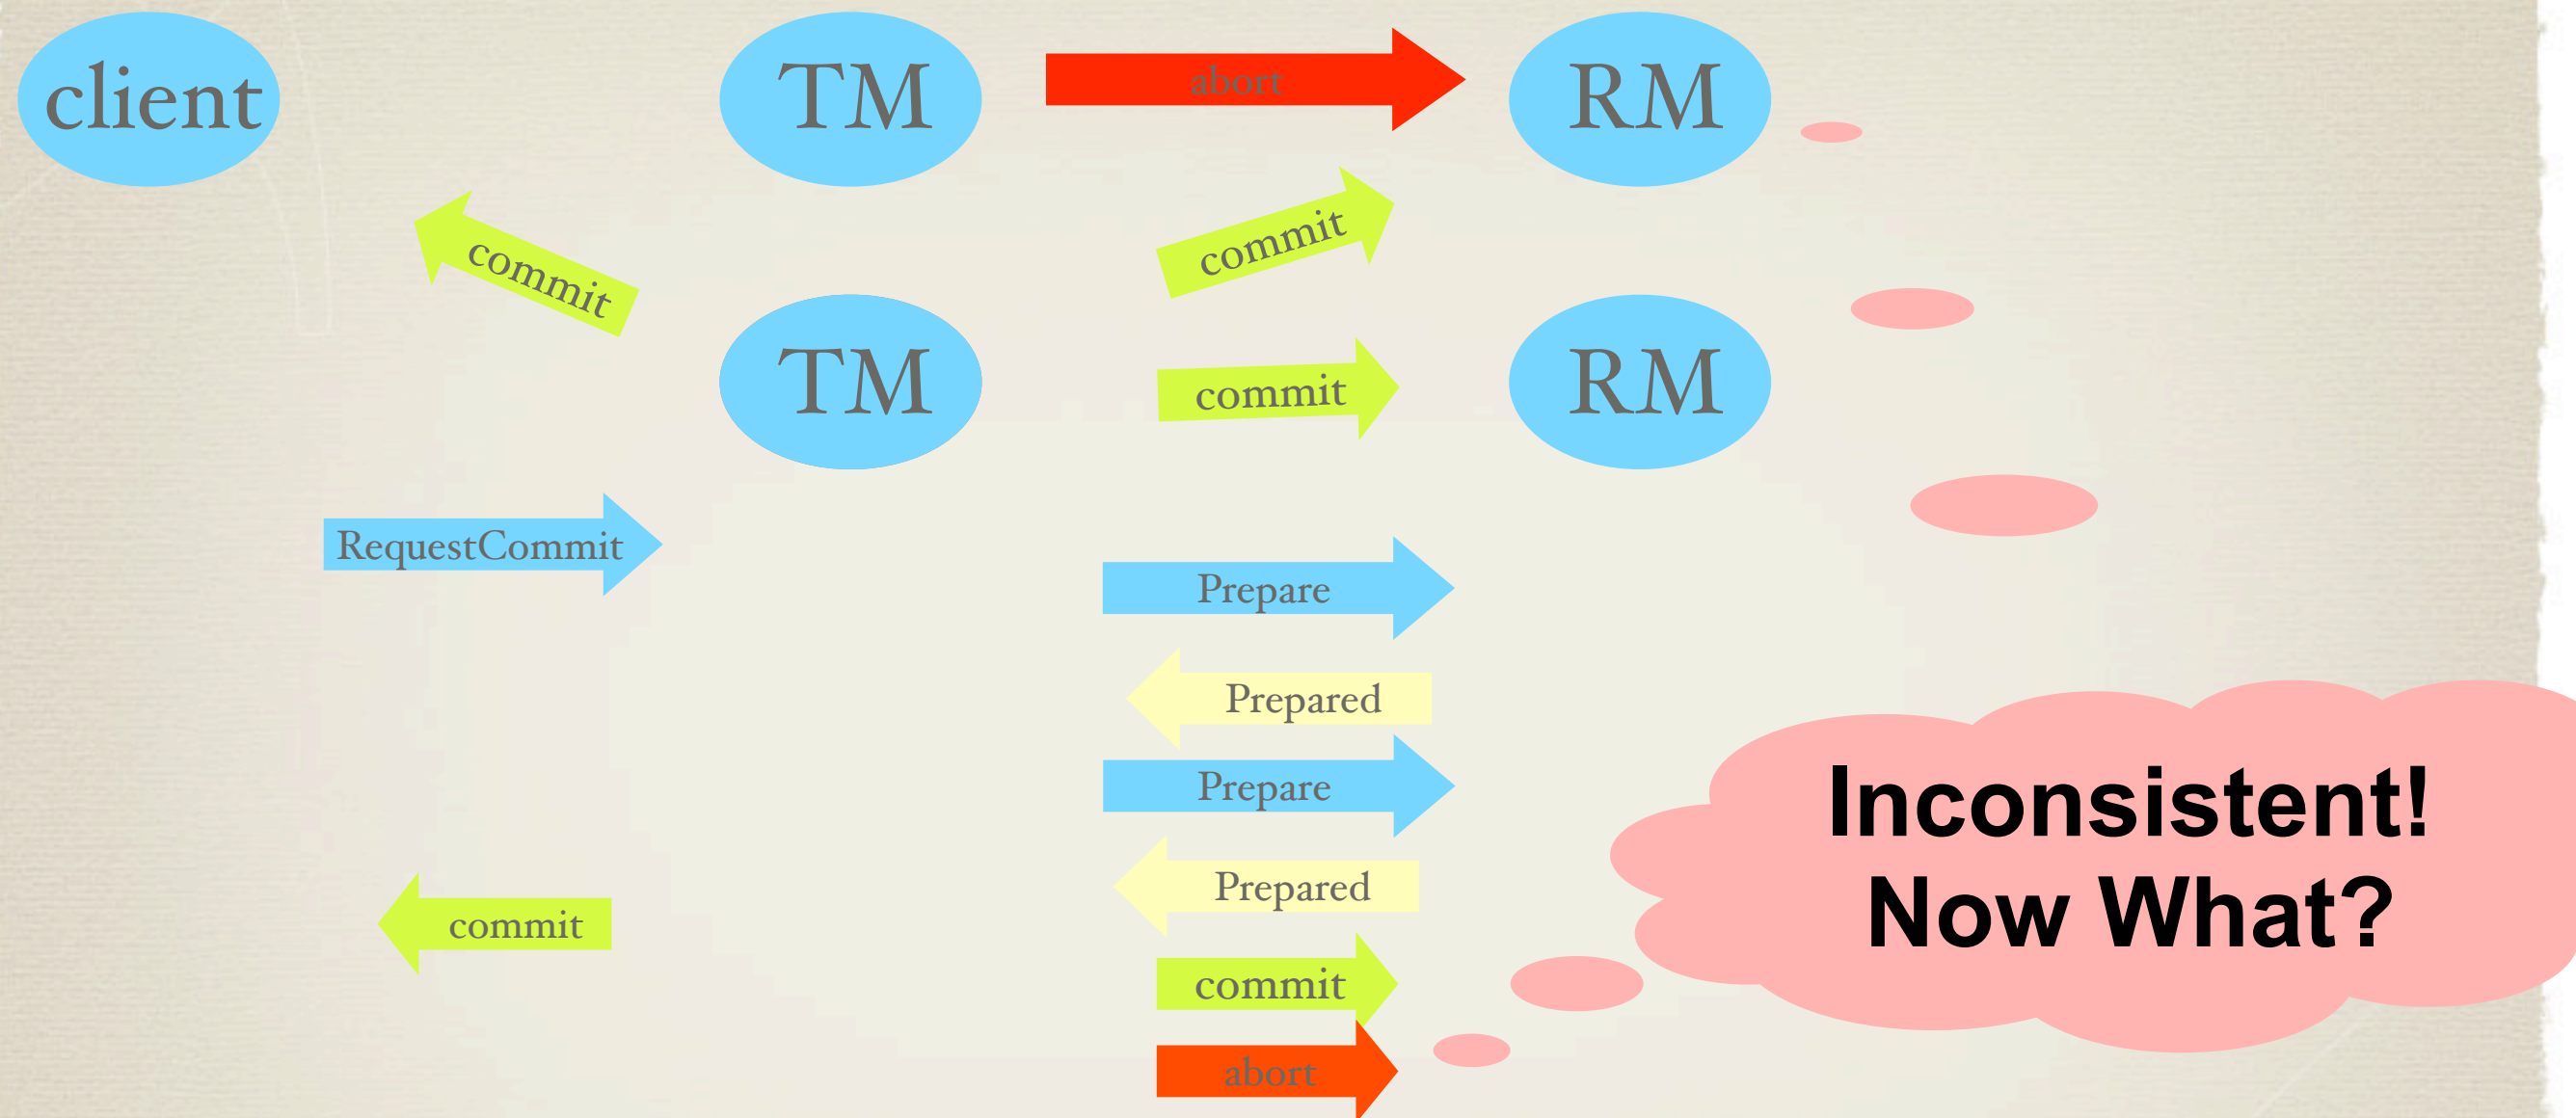 client
TM
abort
RM
commit
commit
TM
commit
RM
RequestCommit
Prepare
Prepared
Prepare
Prepared
commit
commit
abort
Inconsistent!
Now What?